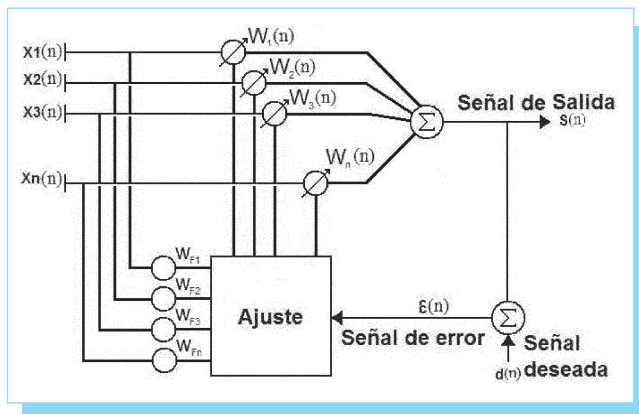 X1(n)
W1(n)
X2(n)
W2(n)
X3(n)
W3(n)
Señal de Salida
s(n)
Xn(n)
Wn(n)
Σ
WF1
WF2
WF3
WFn
Ajuste
Ɛ(n)
Señal de error
Σ
Señal
deseada
d(n)